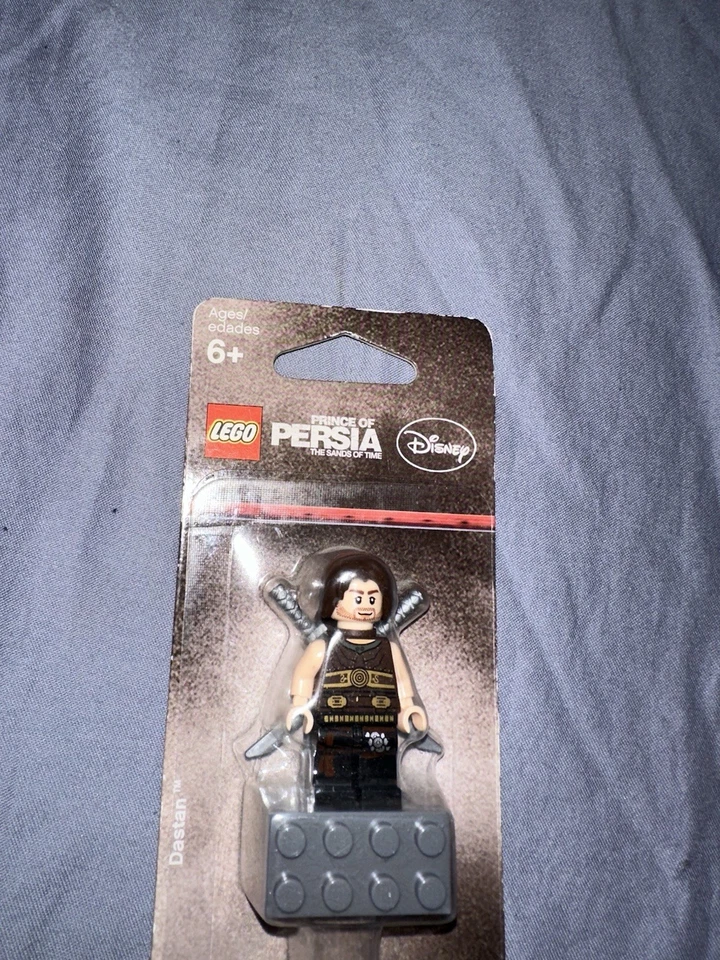 Ages/
edades
6+
LEGO
PRINCE OF
PERSIA
THE SANDS OF TIME
Disney
Dastan™